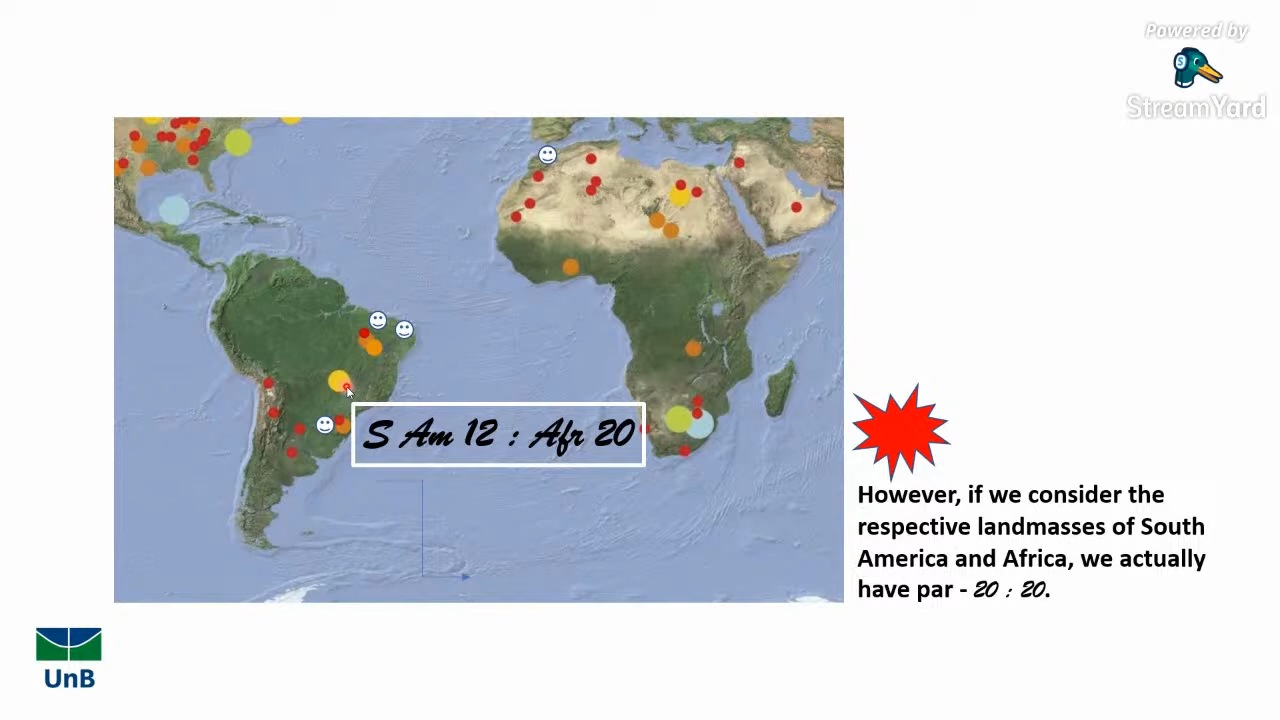 Powered by
StreamYard
S Am 12 : Afr 20
However, if we consider the
respective landmasses of South
America and Africa, we actually
have par - 20 : 20.
UnB